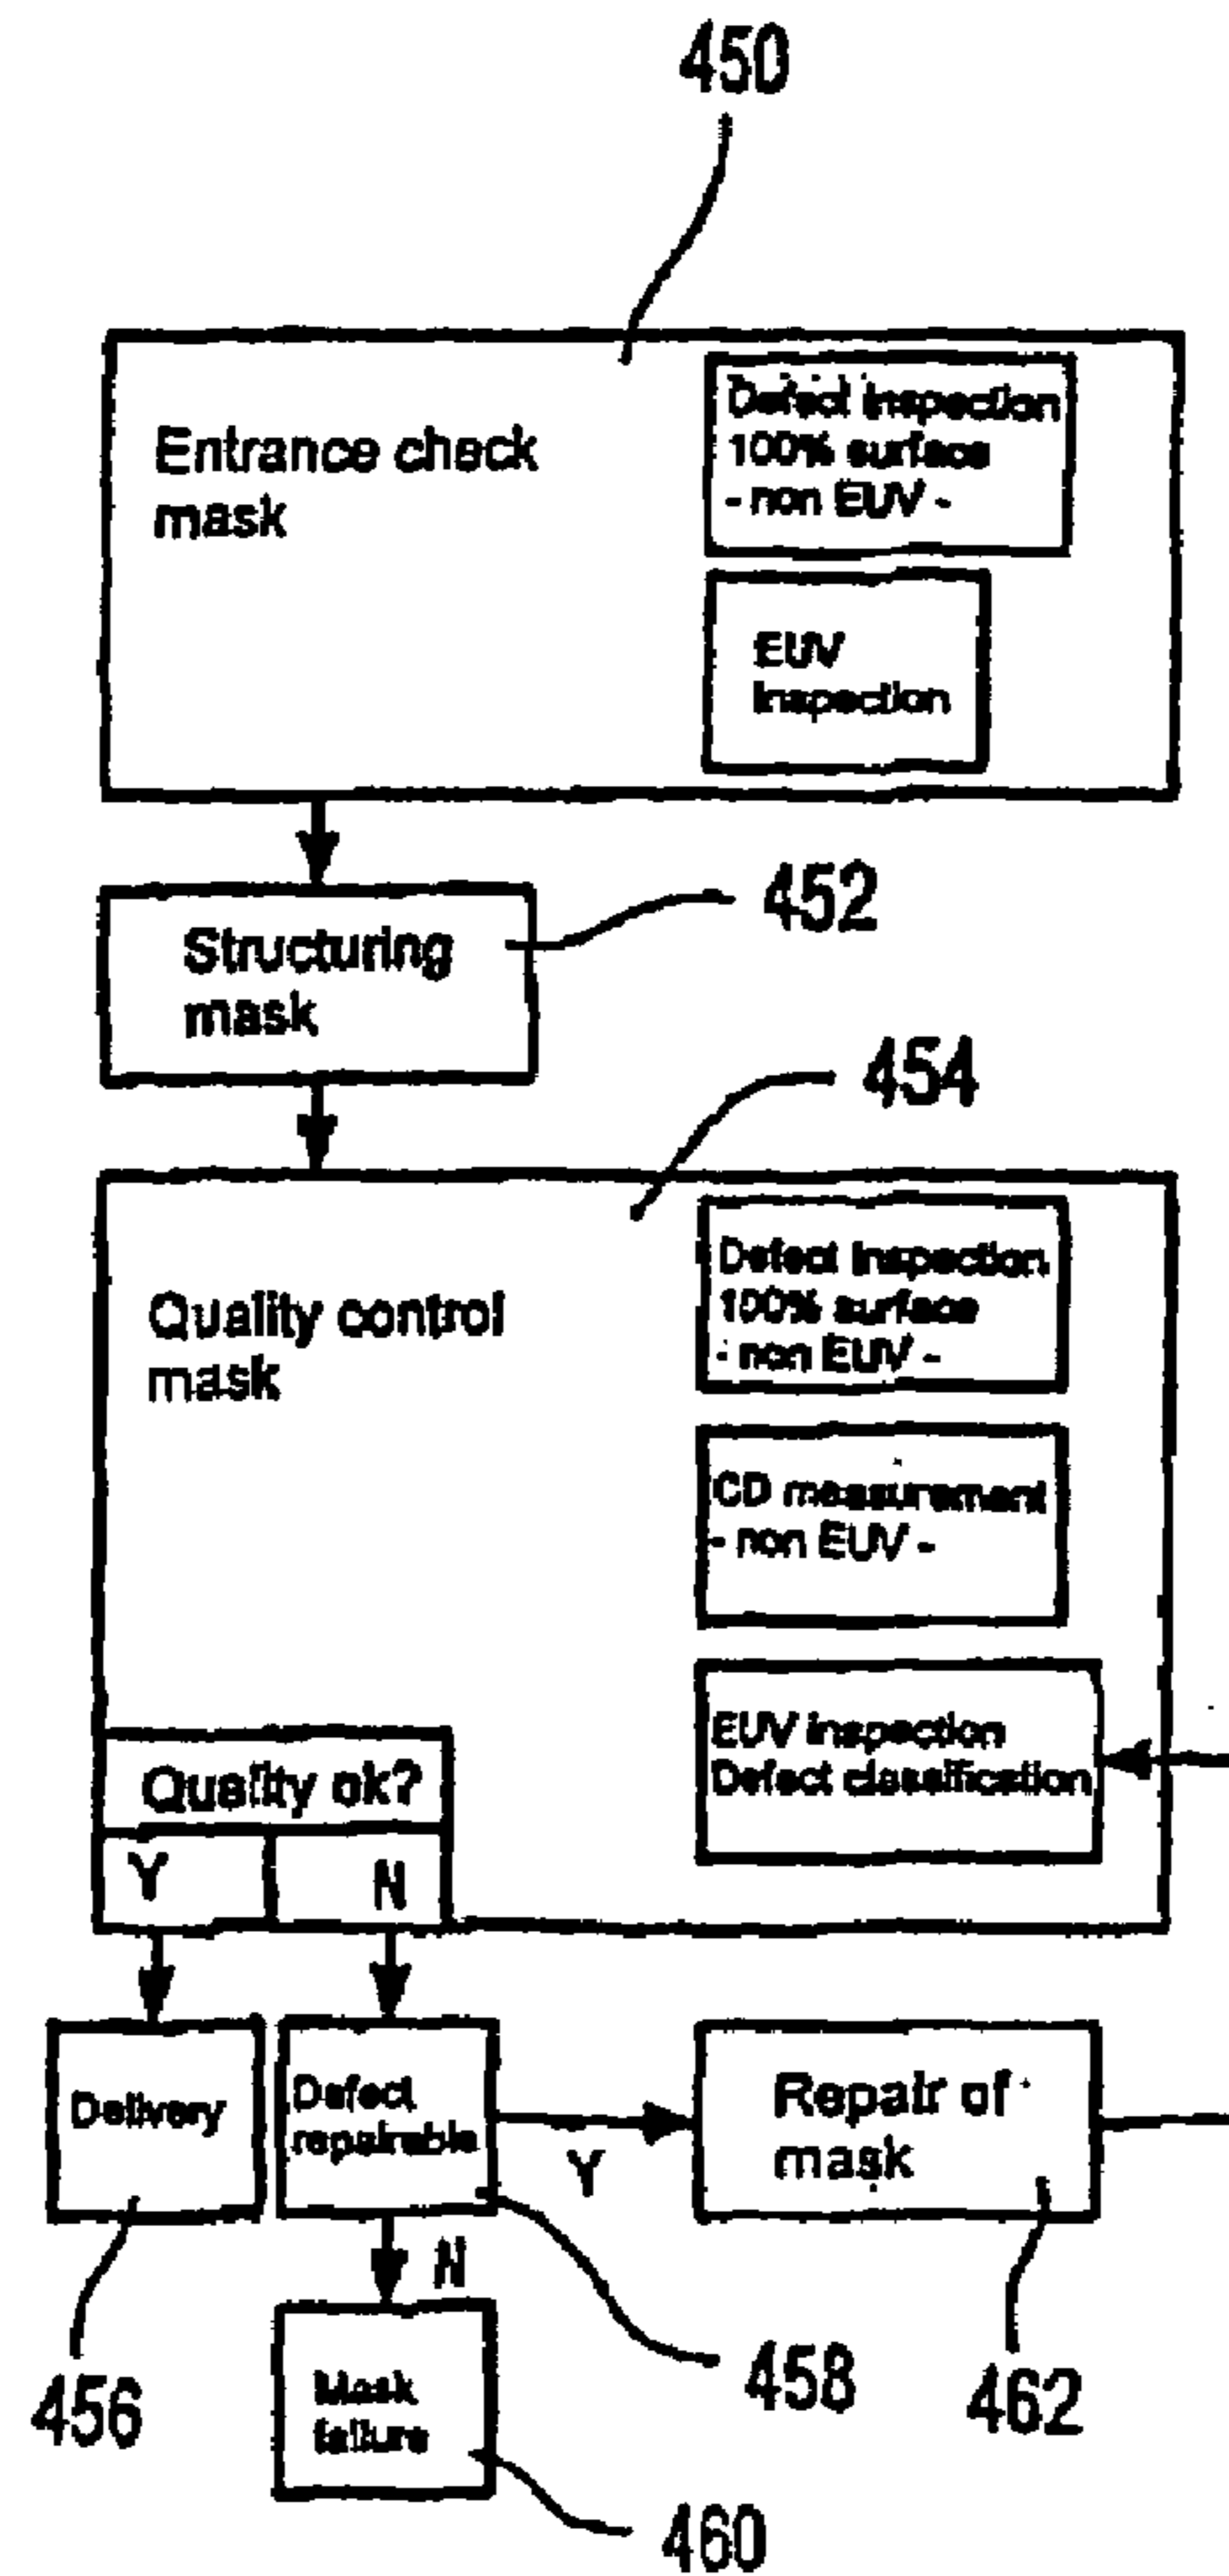 450
Entrance check
mask
Defect inspection
100% surface
- non EUV -
EUV
inspection
452
Structuring
mask
454
Quality control
mask
Defect inspection
100% surface
- non EUV -
CD measurement
- non EUV -
EUV inspection
Defect classification
Quality ok?
Y
N
Delivery
Defect
repairable
Y
Repair of
mask
N
Mask
failure
456
458
462
460